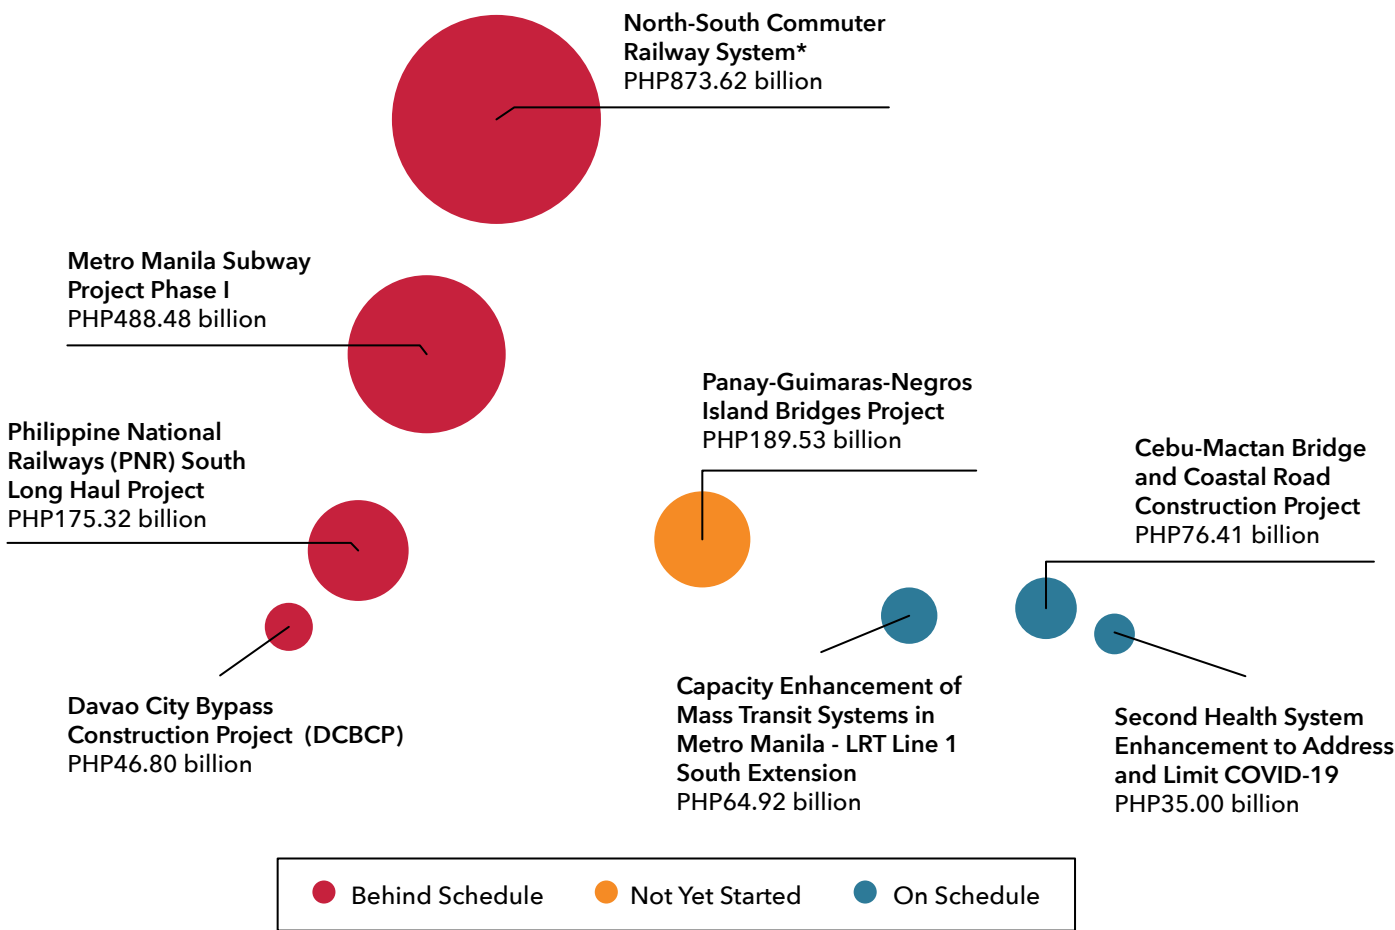 North-South Commuter
Railway System*
PHP873.62 billion
Metro Manila Subway
Project Phase I
PHP488.48 billion
Philippine National
Railways (PNR) South
Long Haul Project
PHP175.32 billion
Panay-Guimaras-Negros
Island Bridges Project
PHP189.53 billion
Cebu-Mactan Bridge
and Coastal Road
Construction Project
PHP76.41 billion
Davao City Bypass
Construction Project (DCBCP)
PHP46.80 billion
Capacity Enhancement of
Mass Transit Systems in
Metro Manila - LRT Line 1
South Extension
PHP64.92 billion
Second Health System
Enhancement to Address
and Limit COVID-19
PHP35.00 billion
Behind Schedule
Not Yet Started
On Schedule